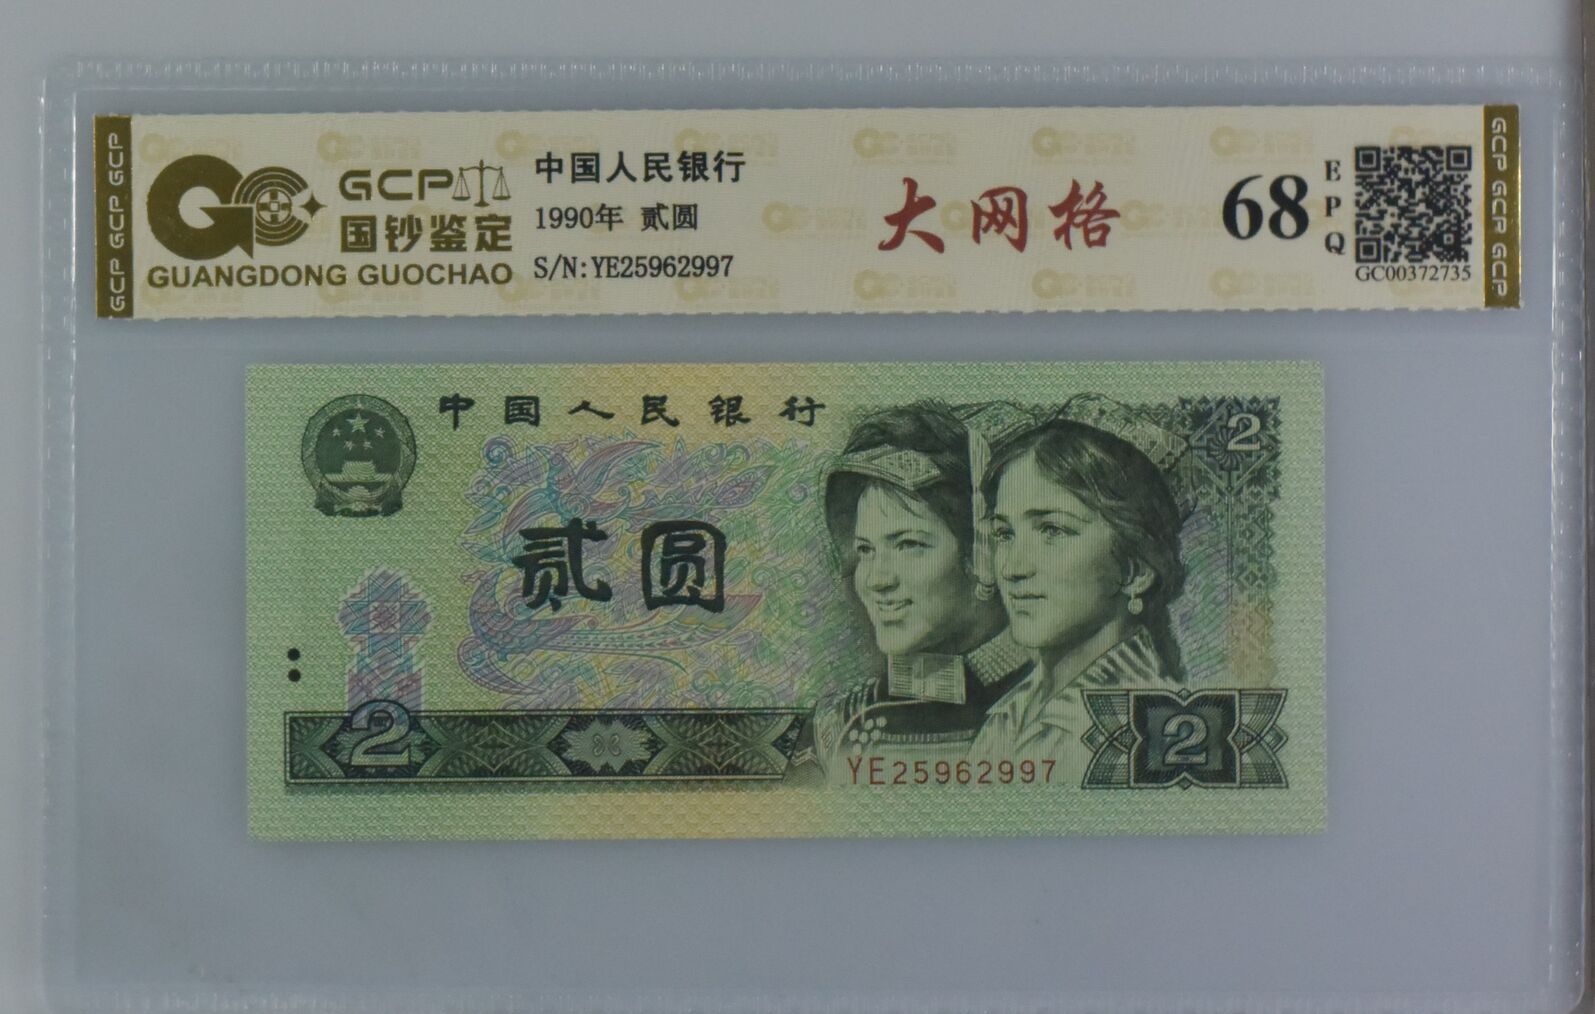 GCP GCP GCP
GCP
国钞鉴定
GUANGDONG GUOCHAO
中国人民银行
1990年 贰圆
S/N:YE25962997
大网格
68
EPQ
GC00372735
GCP GCP GCP
中国人民银行
2
贰圆
2
YE25962997
2